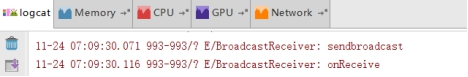 logcat Memory →* CPU →* GPU →* Network →*
11-24 07:09:30.071 993-993/? E/BroadcastReceiver: sendbroadcast
11-24 07:09:30.116 993-993/? E/BroadcastReceiver: onReceive